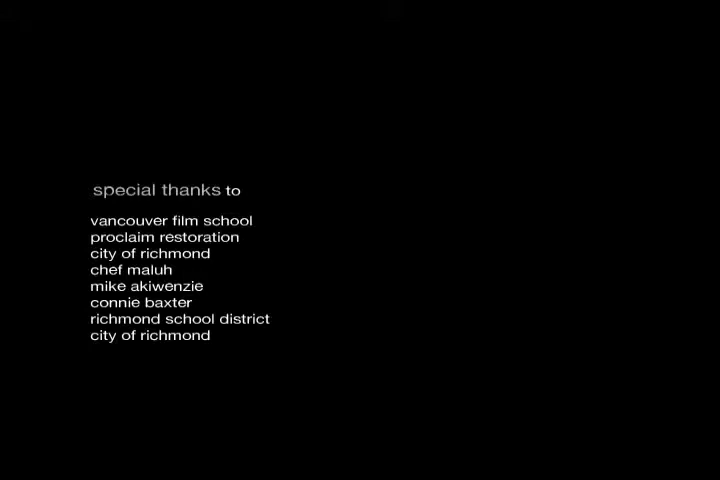 special thanks to
vancouver film school
proclaim restoration
city of richmond
chef maluh
mike akiwenzie
connie baxter
richmond school district
city of richmond